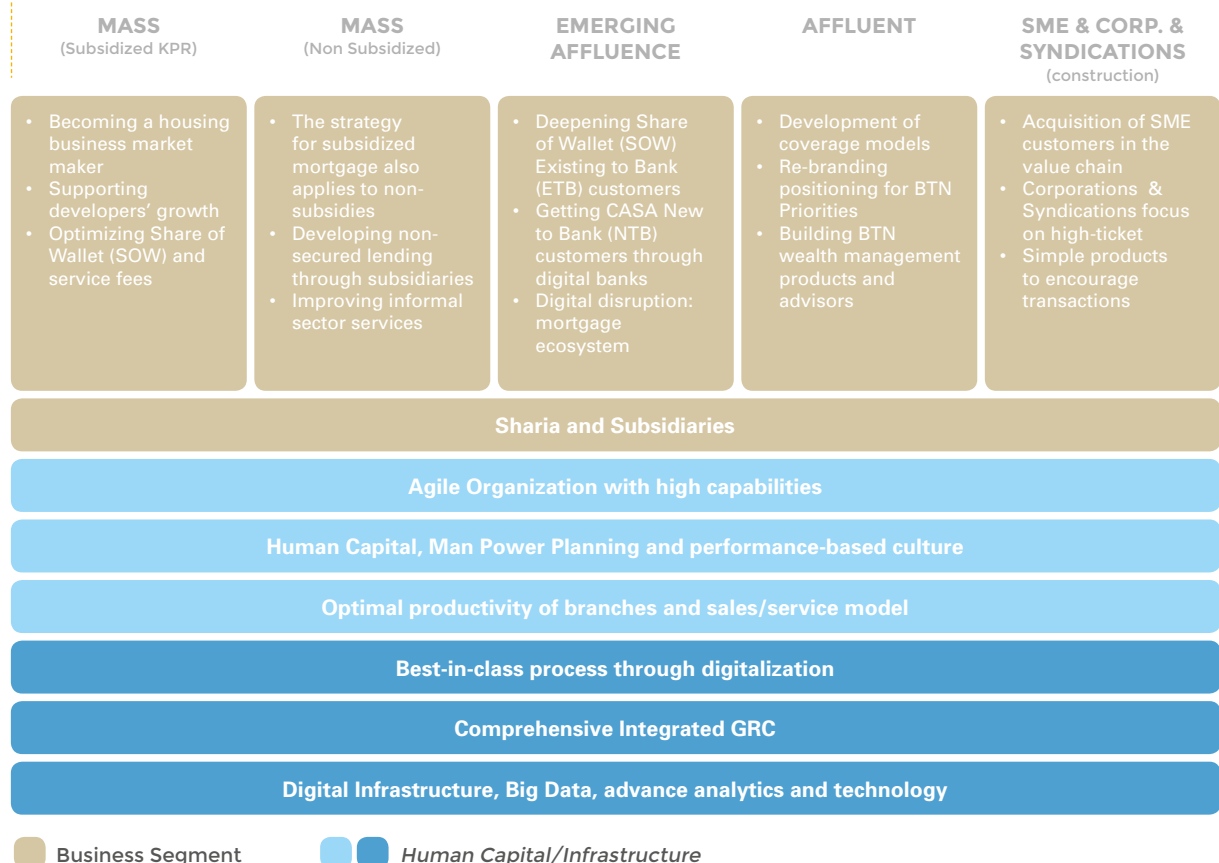 MASS
(Subsidized KPR)
MASS
(Non Subsidized)
EMERGING
AFFLUENCE
AFFLUENT
SME & CORP. &
SYNDICATIONS
(construction)
• Becoming a housing
business market
maker
• Supporting
developers’ growth
• Optimizing Share of
Wallet (SOW) and
service fees
• The strategy
for subsidized
mortgage also
applies to non-
subsidies
• Developing non-
secured lending
through subsidiaries
• Improving informal
sector services
• Deepening Share
of Wallet (SOW)
Existing to Bank
(ETB) customers
• Getting CASA New
to Bank (NTB)
customers through
digital banks
• Digital disruption:
mortgage
ecosystem
• Development of
coverage models
• Re-branding
positioning for BTN
Priorities
• Building BTN
wealth management
products and
advisors
• Acquisition of SME
customers in the
value chain
• Corporations &
Syndications focus
on high-ticket
• Simple products
to encourage
transactions
Sharia and Subsidiaries
Agile Organization with high capabilities
Human Capital, Man Power Planning and performance-based culture
Optimal productivity of branches and sales/service model
Best-in-class process through digitalization
Comprehensive Integrated GRC
Digital Infrastructure, Big Data, advance analytics and technology
Business Segment
Human Capital/Infrastructure